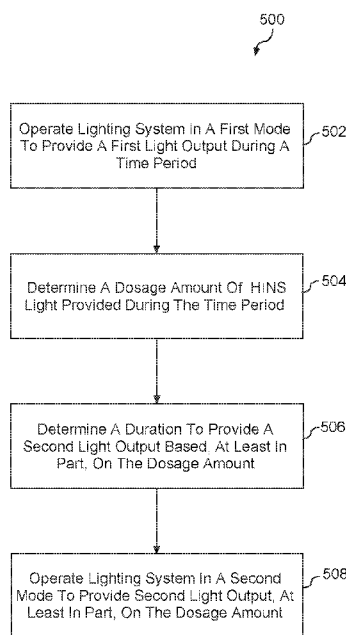 500
Operate Lighting System in A First Mode
To Provide A First Light Output During A
Time Period
502
Determine A Dosage Amount Of HINS
Light Provided During The Time Period
504
Determine A Duration To Provide A
Second Light Output Based, At Least In
Part, On The Dosage Amount
506
Operate Lighting System In A Second
Mode To Provide Second Light Output, At
Least In Part, On The Dosage Amount
508